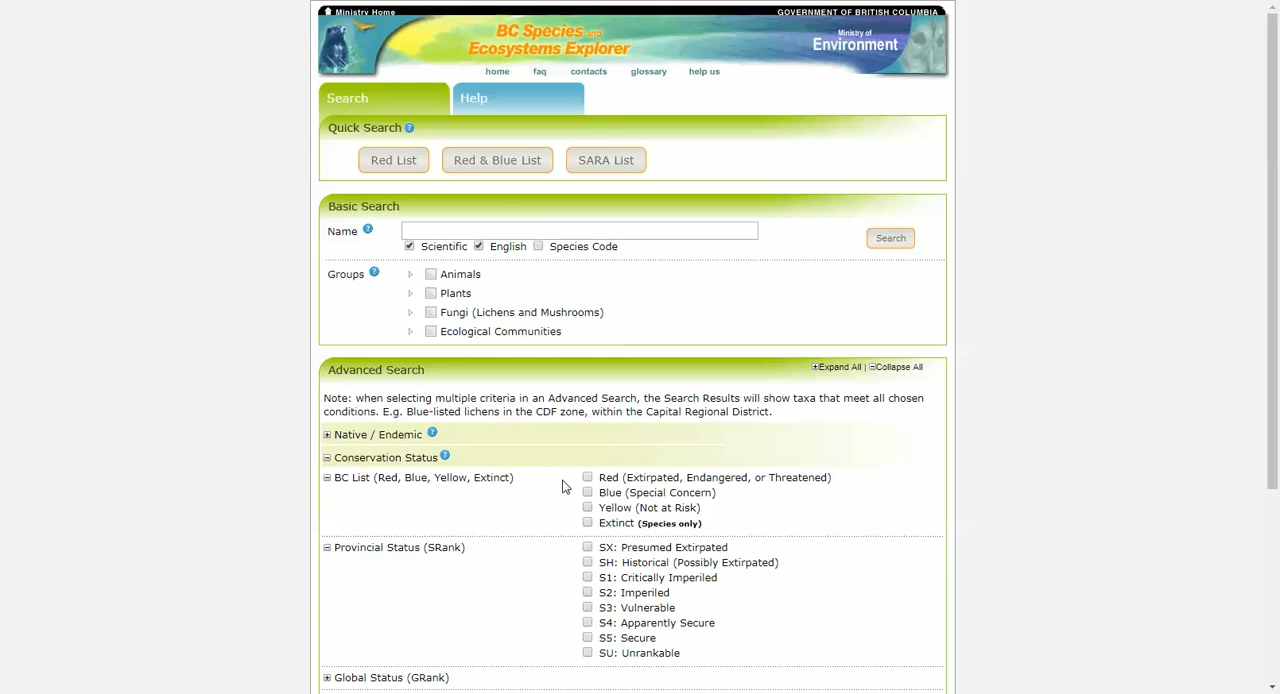 Ministry Home GOVERNMENT OF BRITISH COLUMBIA
BC Species and
Ecosystems Explorer
Ministry of
Environment
home faq contacts glossary help us
Search Help
Quick Search ?
Red List Red & Blue List SARA List
Basic Search
Name ?
Search
Scientific English Species Code
Groups ? Animals
Plants
Fungi (Lichens and Mushrooms)
Ecological Communities
Advanced Search Expand All | Collapse All
Note: when selecting multiple criteria in an Advanced Search, the Search Results will show taxa that meet all chosen
conditions. E.g. Blue-listed lichens in the CDF zone, within the Capital Regional District.
Native / Endemic ?
Conservation Status ?
BC List (Red, Blue, Yellow, Extinct) Red (Extirpated, Endangered, or Threatened)
Blue (Special Concern)
Yellow (Not at Risk)
Extinct (Species only)
Provincial Status (SRank) SX: Presumed Extirpated
SH: Historical (Possibly Extirpated)
S1: Critically Imperiled
S2: Imperiled
S3: Vulnerable
S4: Apparently Secure
S5: Secure
SU: Unrankable
Global Status (GRank)